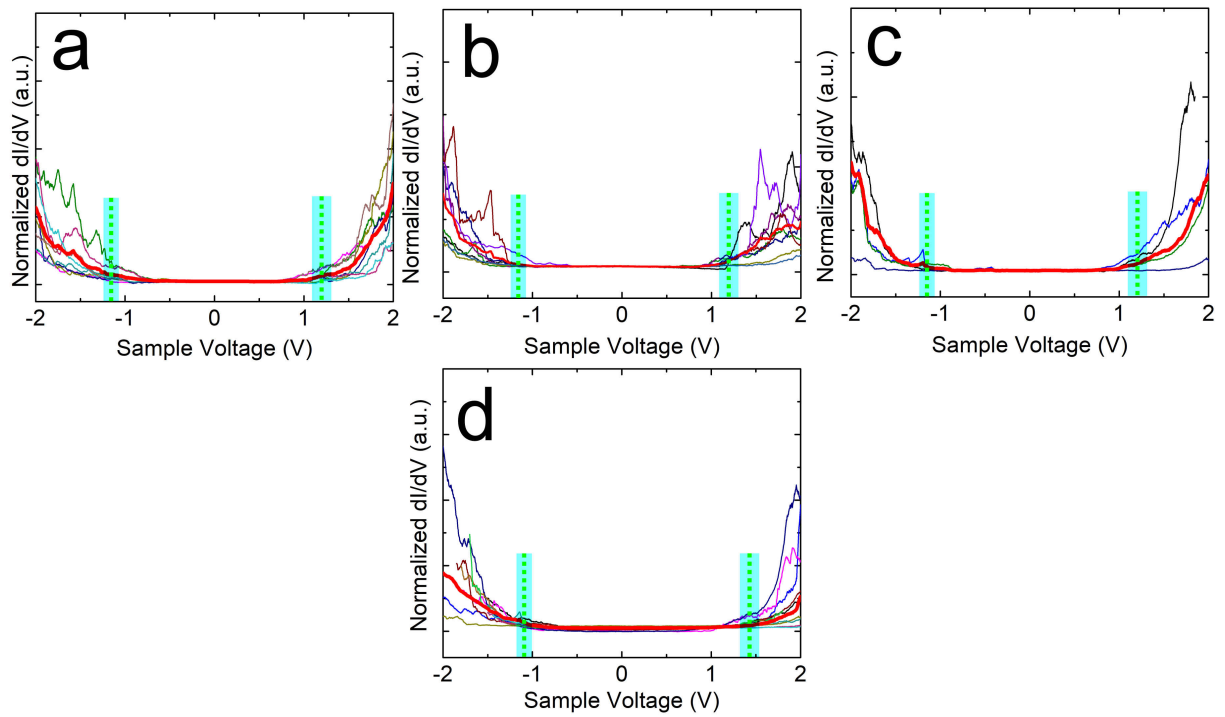 a
Normalized dI/dV (a.u.)
-2 -1 0 1 2
Sample Voltage (V)
b
Normalized dI/dV (a.u.)
-2 -1 0 1 2
Sample Voltage (V)
c
Normalized dI/dV (a.u.)
-2 -1 0 1 2
Sample Voltage (V)
d
Normalized dI/dV (a.u.)
-2 -1 0 1 2
Sample Voltage (V)